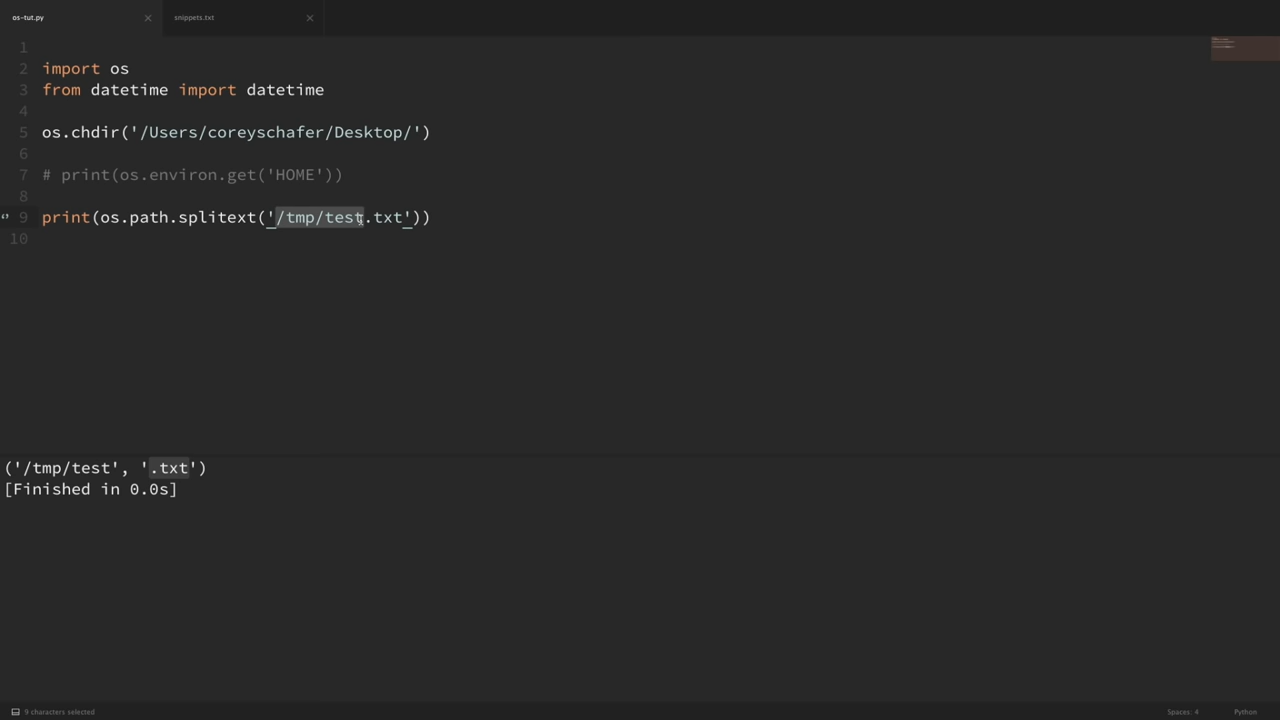 os-tut.py
snippets.txt
1
2 import os
3 from datetime import datetime
4
5 os.chdir('/Users/coreyschafer/Desktop/')
6
7 # print(os.environ.get('HOME'))
8
9 print(os.path.splitext('/tmp/test.txt'))
10
('/tmp/test', '.txt')
[Finished in 0.0s]
9 characters selected
Spaces: 4
Python